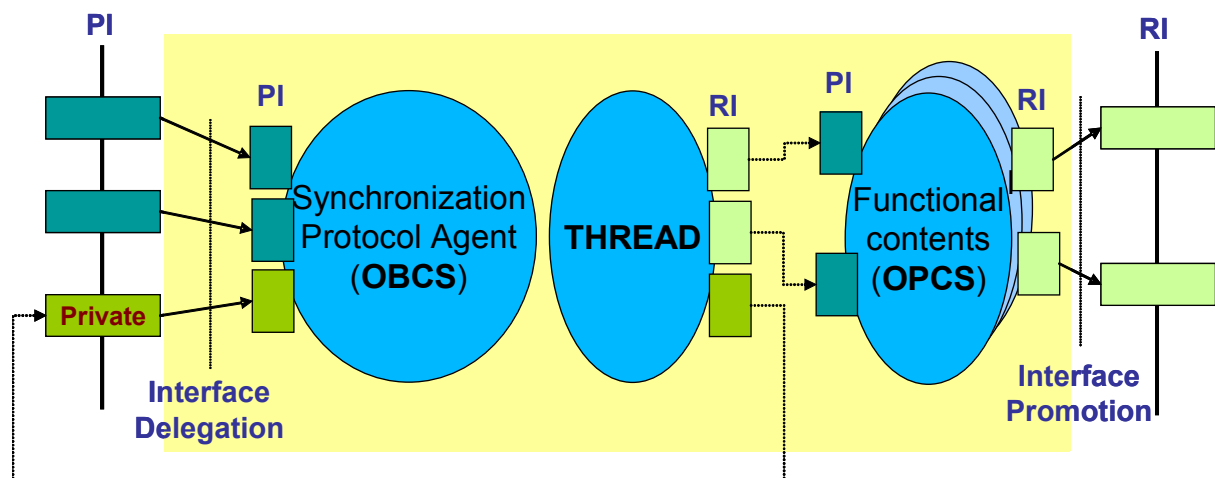 PI
RI
PI
PI
RI
RI
Synchronization
Protocol Agent
(OBCS)
THREAD
Functional
contents
(OPCS)
Private
Interface
Delegation
Interface
Promotion